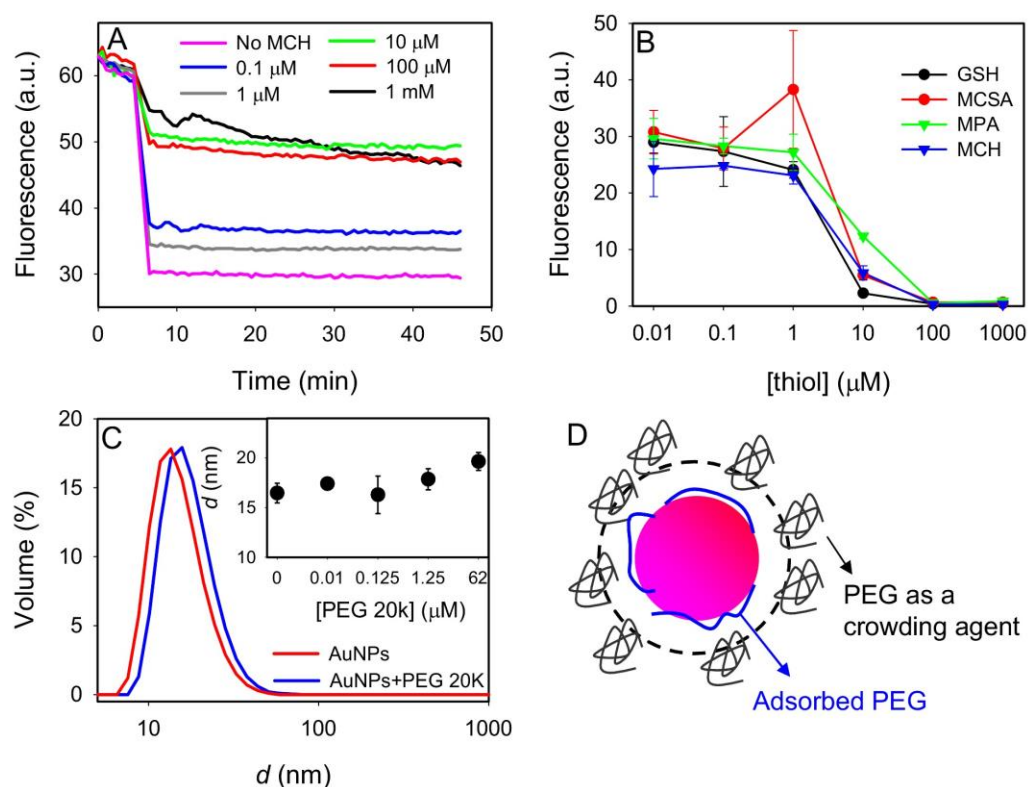 A
Fluorescence (a.u.)
60
50
40
30
No MCH
0.1 μM
1 μM
10 μM
100 μM
1 mM
0 10 20 30 40 50
Time (min)
B
Fluorescence (a.u.)
50
40
30
20
10
0
GSH
MCSA
MPA
MCH
0.01 0.1 1 10 100 1000
[thiol] (μM)
C
Volume (%)
20
15
10
5
0
d (nm)
25
20
15
10
0 0.01 0.125 1.25 62
[PEG 20k] (μM)
AuNPs
AuNPs+PEG 20K
10 100 1000
d (nm)
D
PEG as a
crowding agent
Adsorbed PEG